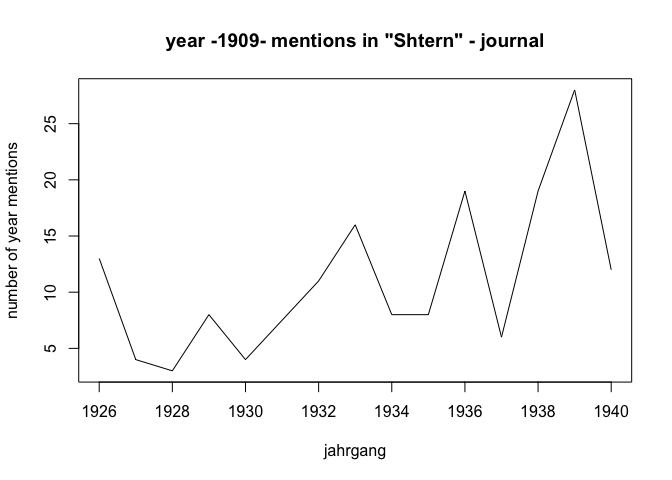 year -1909- mentions in "Shtern" - journal
number of year mentions
25
20
15
10
5
1926 1928 1930 1932 1934 1936 1938 1940
jahrgang